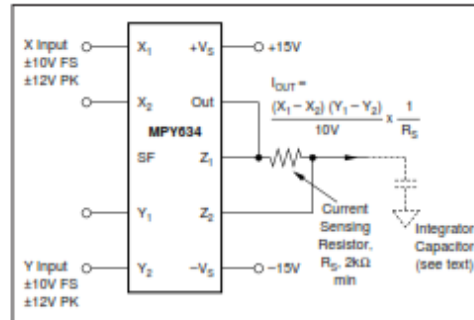 X Input
±10V FS
±12V PK
X1
X2
SF
Y1
Y2
Y Input
±10V FS
±12V PK
MPY634
+VS
Out
Z1
Z2
–VS
+15V
–15V
IOUT =
(X1 – X2) (Y1 – Y2)
10V
x
1
RS
Current
Sensing
Resistor,
RS, 2kΩ
min
Integrator
Capacitor
(see text)